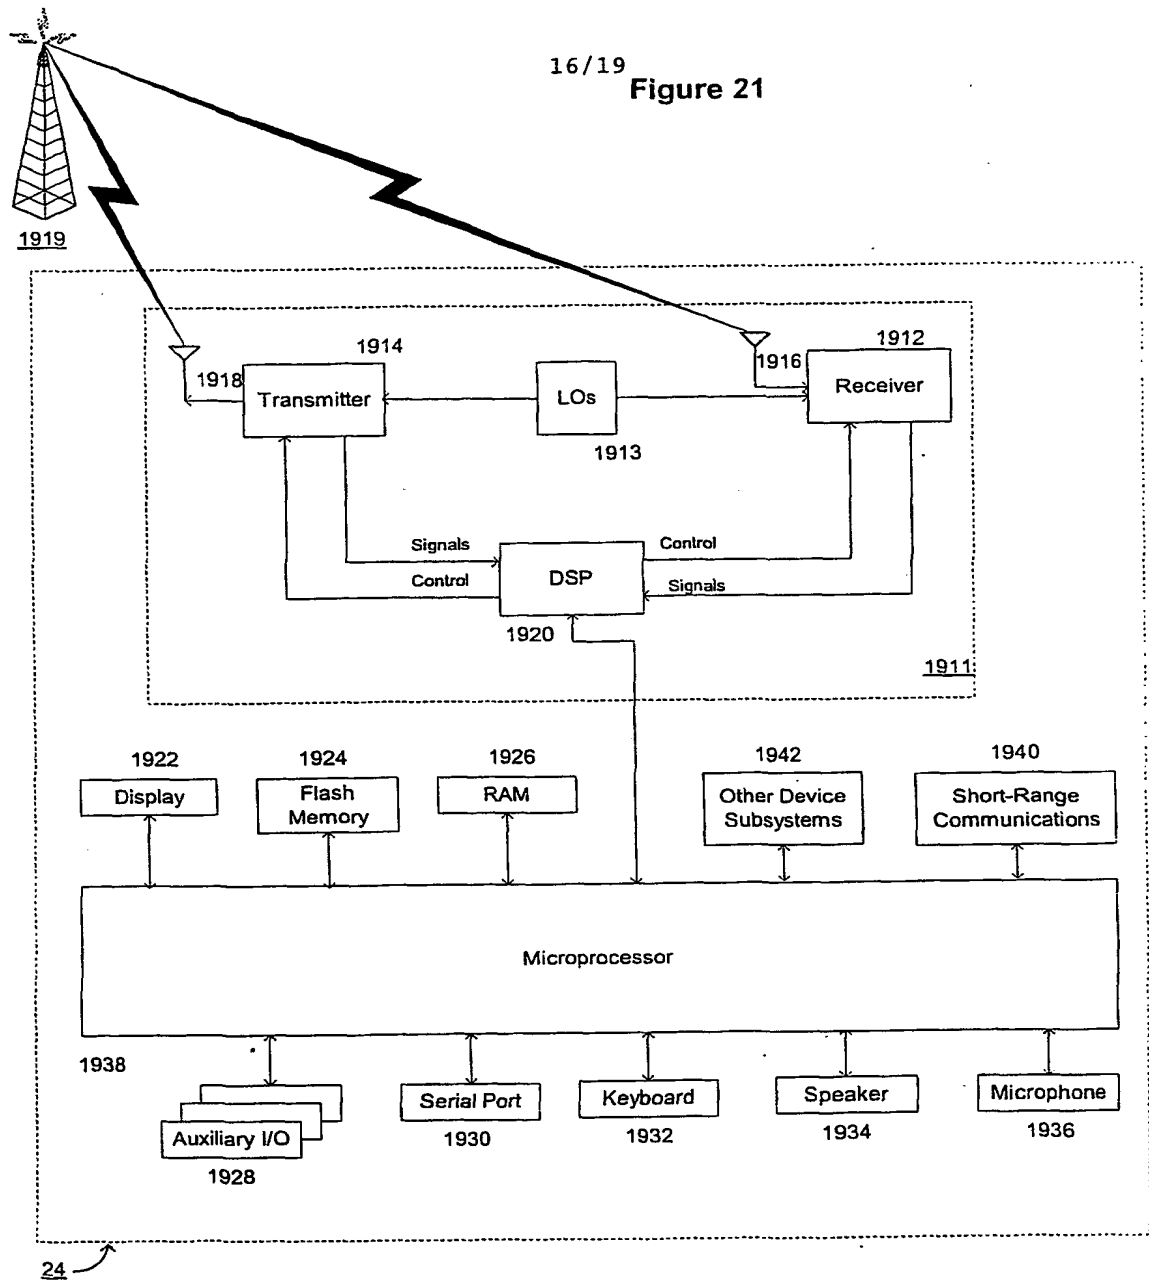 16/19
Figure 21
1919
1914
1912
1918
1916
Transmitter
LOs
Receiver
1913
Signals
Control
Control
DSP
Signals
1920
1911
1922
1924
1926
1942
1940
Display
Flash
Memory
RAM
Other Device
Subsystems
Short-Range
Communications
Microprocessor
1938
Auxiliary I/O
Serial Port
Keyboard
Speaker
Microphone
1928
1930
1932
1934
1936
24